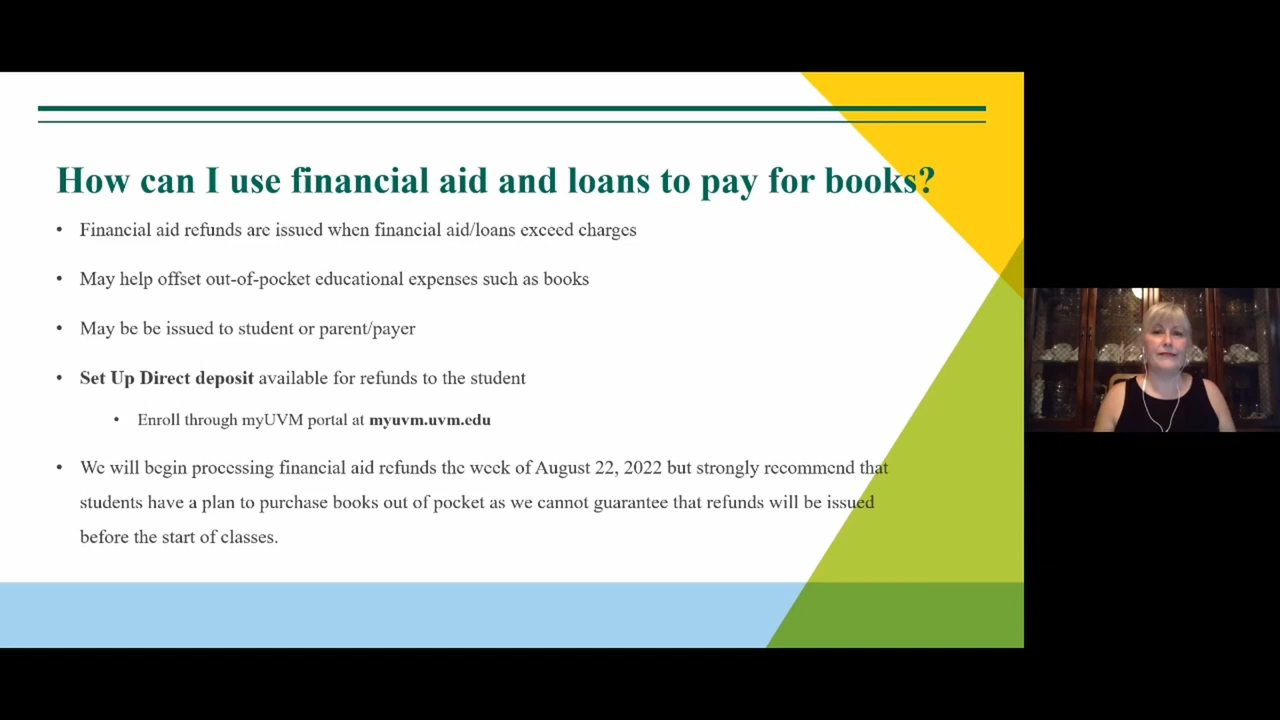 How can I use financial aid and loans to pay for books?
• Financial aid refunds are issued when financial aid/loans exceed charges
• May help offset out-of-pocket educational expenses such as books
• May be be issued to student or parent/payer
• Set Up Direct deposit available for refunds to the student
• Enroll through myUVM portal at myuvm.uvm.edu
• We will begin processing financial aid refunds the week of August 22, 2022 but strongly recommend that
students have a plan to purchase books out of pocket as we cannot guarantee that refunds will be issued
before the start of classes.